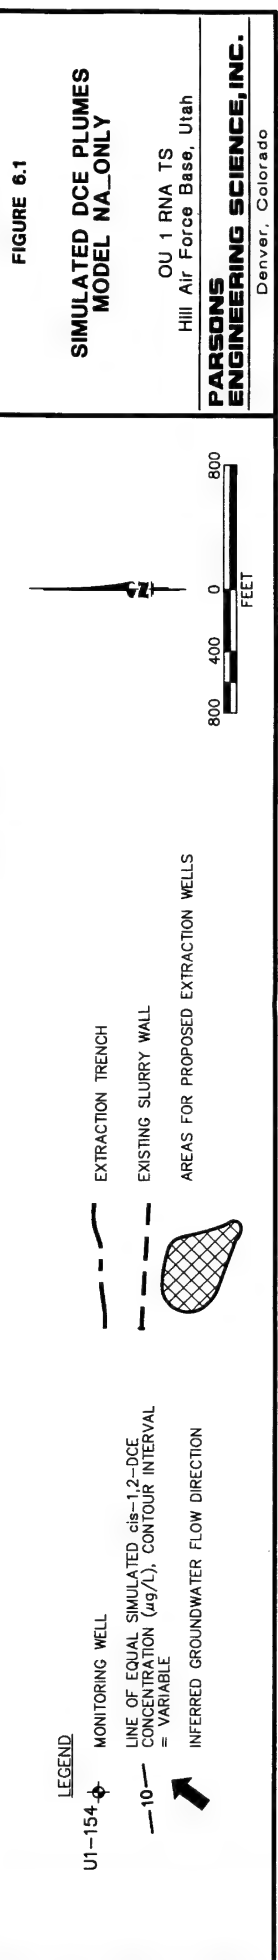 LEGEND
U1-154 MONITORING WELL
—10— LINE OF EQUAL SIMULATED cis-1,2-DCE
CONCENTRATION (µg/L), CONTOUR INTERVAL
= VARIABLE
INFERRED GROUNDWATER FLOW DIRECTION
EXTRACTION TRENCH
EXISTING SLURRY WALL
AREAS FOR PROPOSED EXTRACTION WELLS
N
800 400 0 800
FEET
FIGURE 6.1
SIMULATED DCE PLUMES
MODEL NA_ONLY
OU 1 RNA TS
Hill Air Force Base, Utah
PARSONS
ENGINEERING SCIENCE, INC.
Denver, Colorado